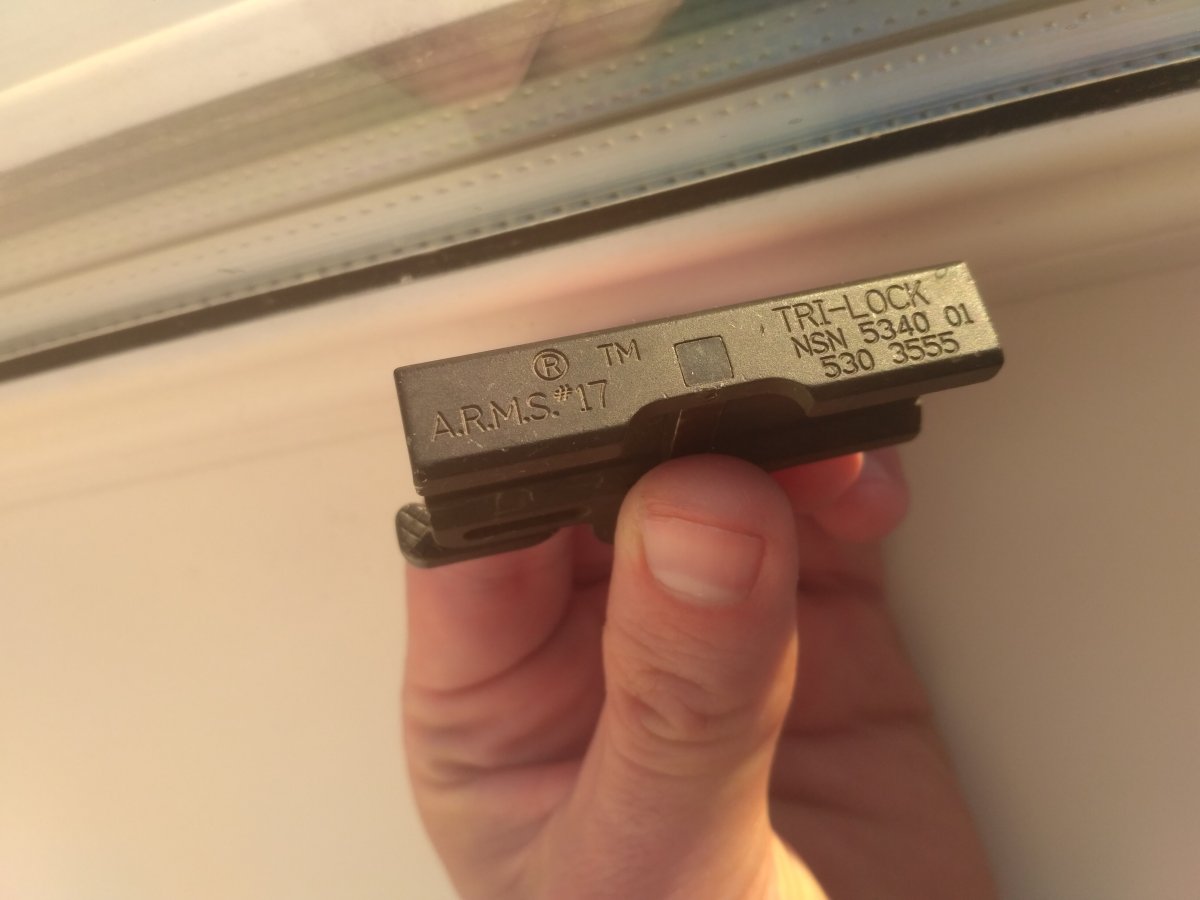 ® ™
A.R.M.S.#17
TRI-LOCK
NSN 5340 01
530 3555